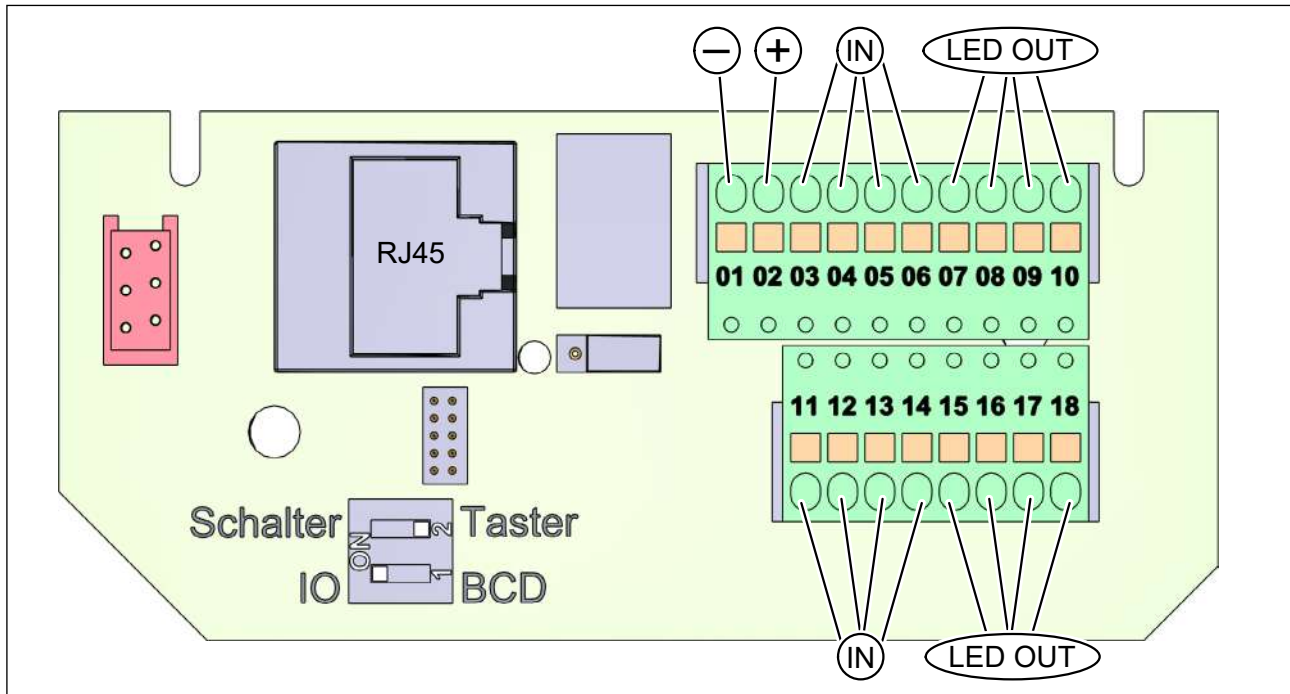 − + IN LED OUT
RJ45
01 02 03 04 05 06 07 08 09 10
11 12 13 14 15 16 17 18
Schalter ON 2 Taster
IO 1 BCD
IN LED OUT